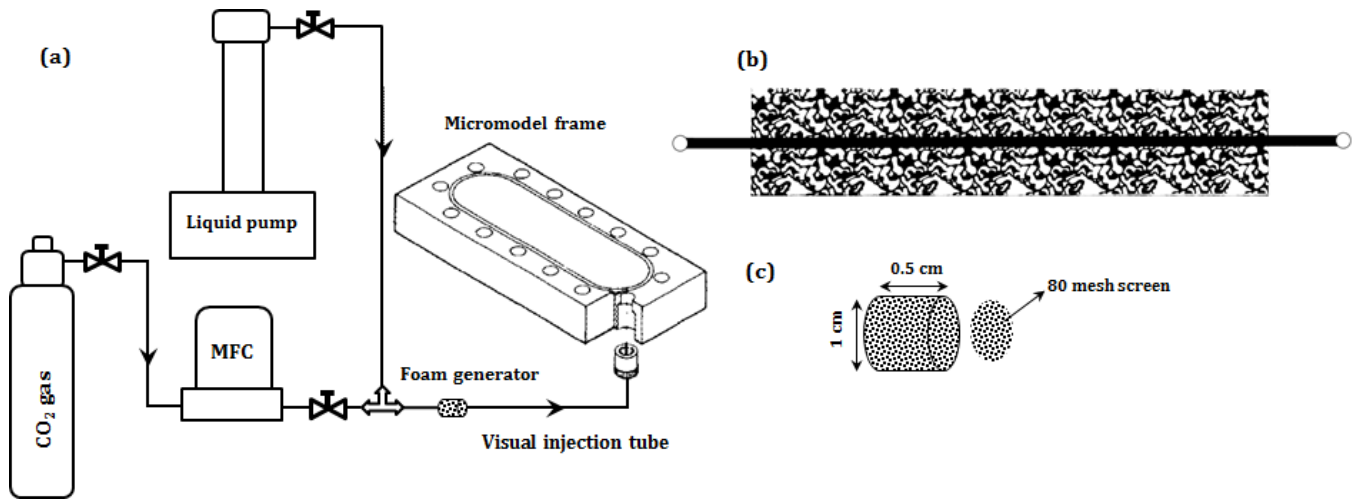 (a)
Liquid pump
Micromodel frame
MFC
CO₂ gas
Foam generator
Visual injection tube
(b)
(c)
0.5 cm
1 cm
80 mesh screen